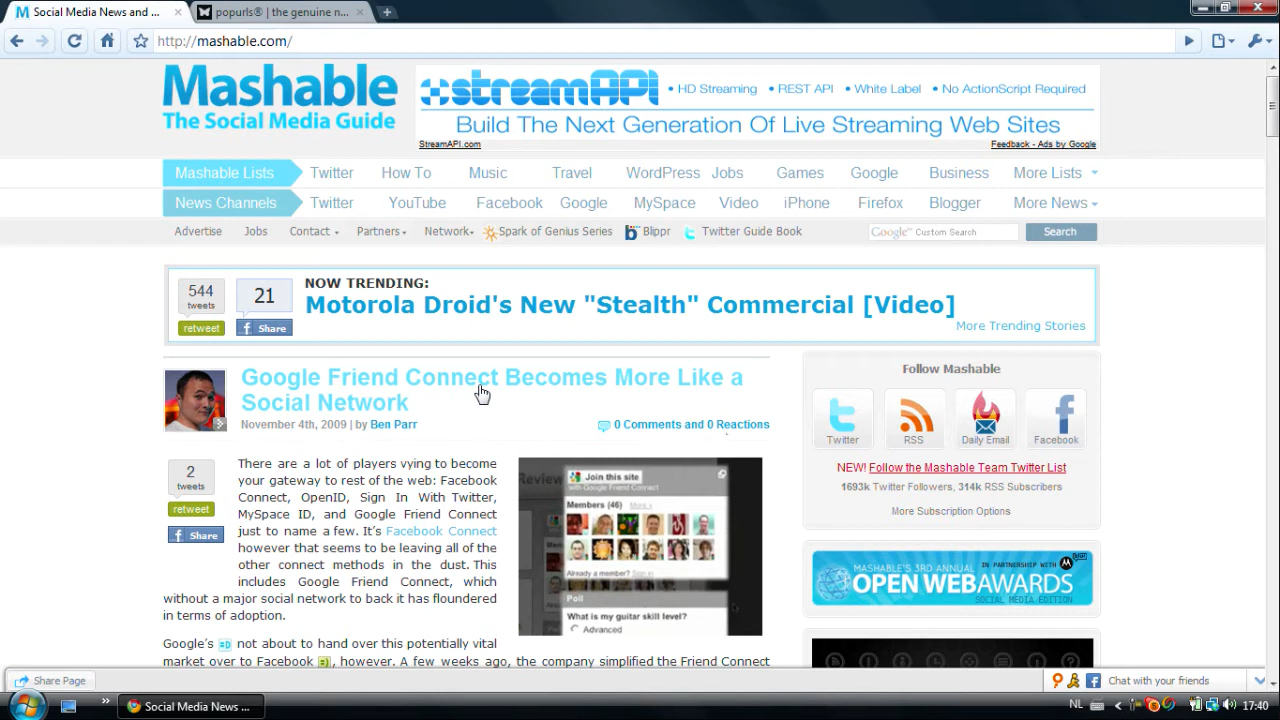 Social Media News and ...
popurls® | the genuine n...
http://mashable.com/
Mashable
The Social Media Guide
streamAPI
• HD Streaming • REST API • White Label • No ActionScript Required
Build The Next Generation Of Live Streaming Web Sites
StreamAPI.com
Feedback - Ads by Google
Mashable Lists Twitter How To Music Travel WordPress Jobs Games Google Business More Lists
News Channels Twitter YouTube Facebook Google MySpace Video iPhone Firefox Blogger More News
Advertise Jobs Contact Partners Network Spark of Genius Series Blippr Twitter Guide Book Google™ Custom Search Search
544
tweets
retweet
21
Share
NOW TRENDING:
Motorola Droid's New "Stealth" Commercial [Video]
More Trending Stories
Google Friend Connect Becomes More Like a
Social Network
November 4th, 2009 | by Ben Parr
0 Comments and 0 Reactions
2
tweets
retweet
Share
There are a lot of players vying to become
your gateway to rest of the web: Facebook
Connect, OpenID, Sign In With Twitter,
MySpace ID, and Google Friend Connect
just to name a few. It's Facebook Connect
however that seems to be leaving all of the
other connect methods in the dust. This
includes Google Friend Connect, which
without a major social network to back it has floundered
in terms of adoption.
Google's =D not about to hand over this potentially vital
market over to Facebook =), however. A few weeks ago, the company simplified the Friend Connect
Review
Join this site
with Google Friend Connect
Members (46) More »
Already a member? Sign in
Poll
What is my guitar skill level?
Advanced
Follow Mashable
Twitter
RSS
Daily Email
Facebook
NEW! Follow the Mashable Team Twitter List
1693k Twitter Followers, 314k RSS Subscribers
More Subscription Options
MASHABLE'S 3RD ANNUAL
IN PARTNERSHIP WITH
OPEN WEB AWARDS
SOCIAL MEDIA EDITION
Share Page
Chat with your friends
Social Media News ...
NL
17:40